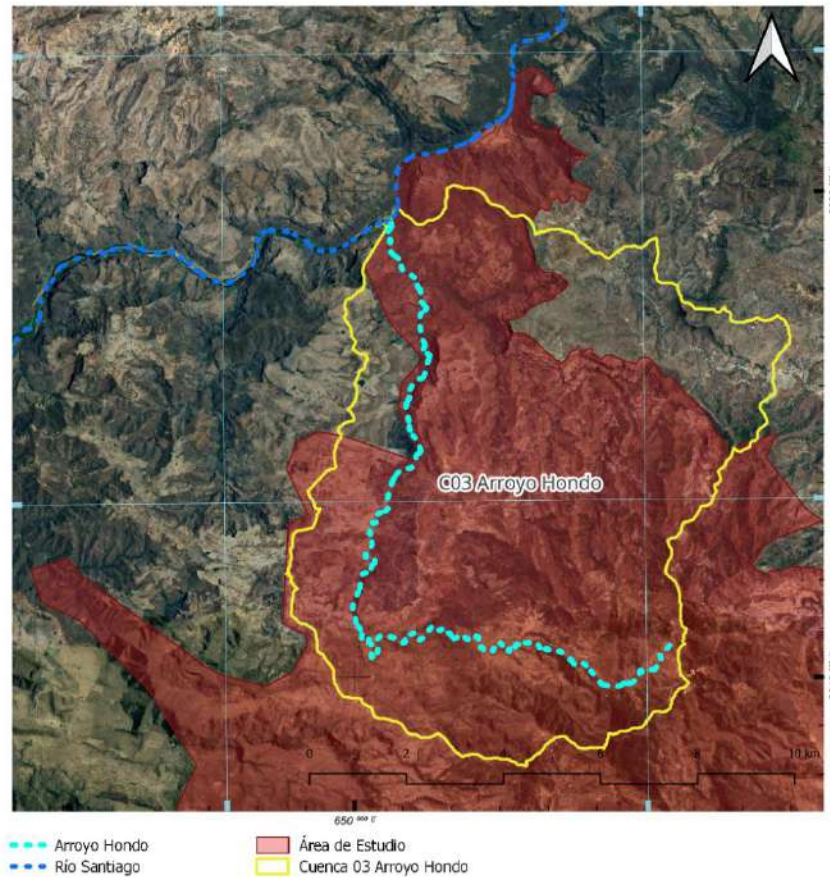 C03 Arroyo Hondo
0 2 4 6 8 10 km
650
Arroyo Hondo
Área de Estudio
Río Santiago
Cuenca 03 Arroyo Hondo